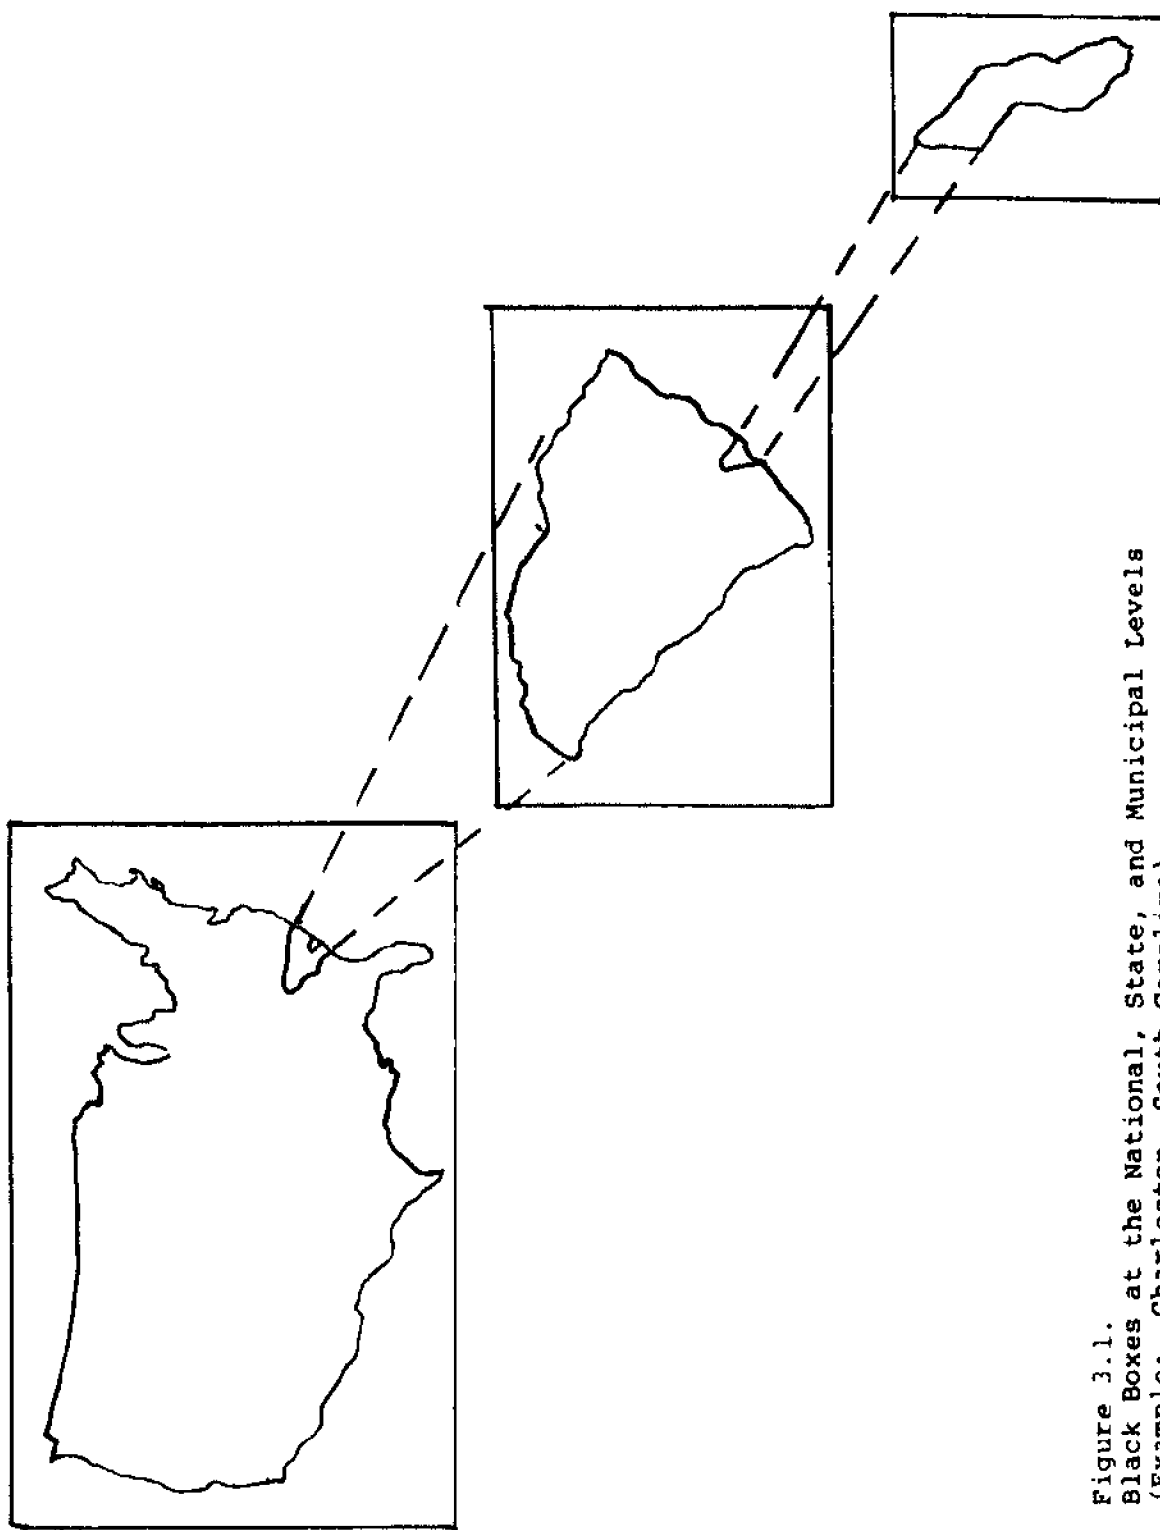 Figure 3.1.
Black Boxes at the National, State, and Municipal Levels
(Example: Charleston, South Carolina)